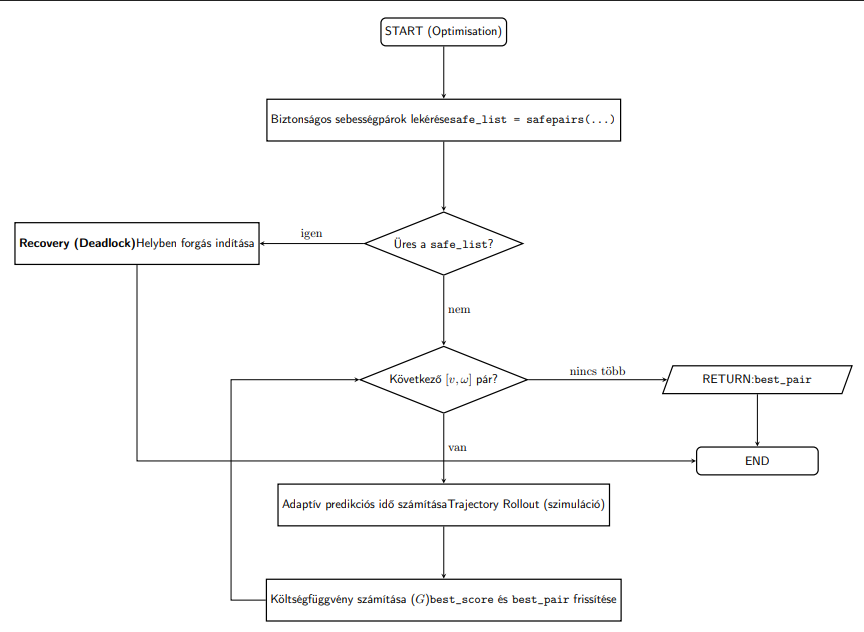 START (Optimisation)
Biztonságos sebességpárok lekérésesafe_list = safepairs(...)
Üres a safe_list?
igen
Recovery (Deadlock)Helyben forgás indítása
nem
Következő [v, ω] pár?
nincs több
RETURN:best_pair
van
END
Adaptív predikciós idő számításaTrajectory Rollout (szimuláció)
Költségfüggvény számítása (G)best_score és best_pair frissítése